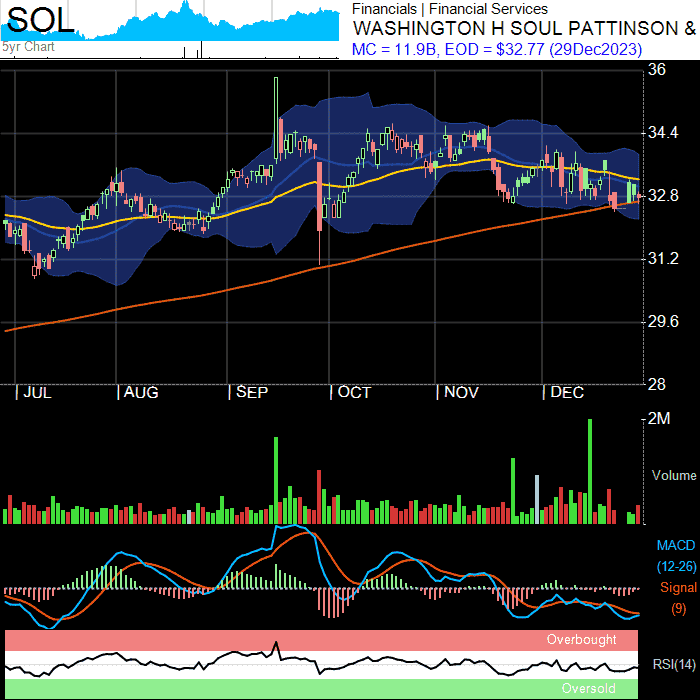 SOL
5yr Chart
Financials | Financial Services
WASHINGTON H SOUL PATTINSON &
MC = 11.9B, EOD = $32.77 (29Dec2023)
36
34.4
32.8
31.2
29.6
28
JUL
AUG
SEP
OCT
NOV
DEC
2M
Volume
MACD
(12-26)
Signal
(9)
Overbought
RSI(14)
Oversold